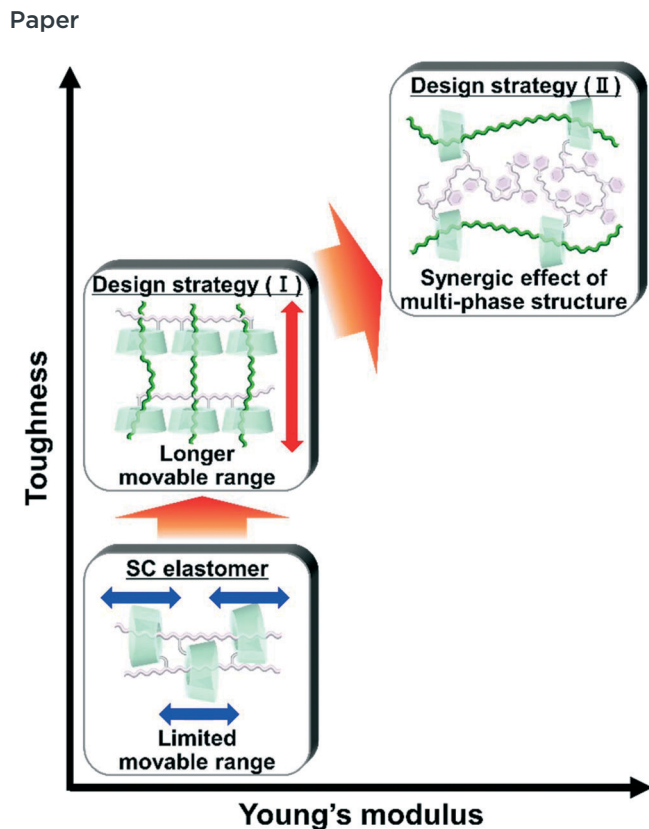 Paper
Design strategy (Ⅱ)
Synergic effect of
multi-phase structure
Design strategy (Ⅰ)
Longer
movable range
SC elastomer
Limited
movable range
Toughness
Young's modulus